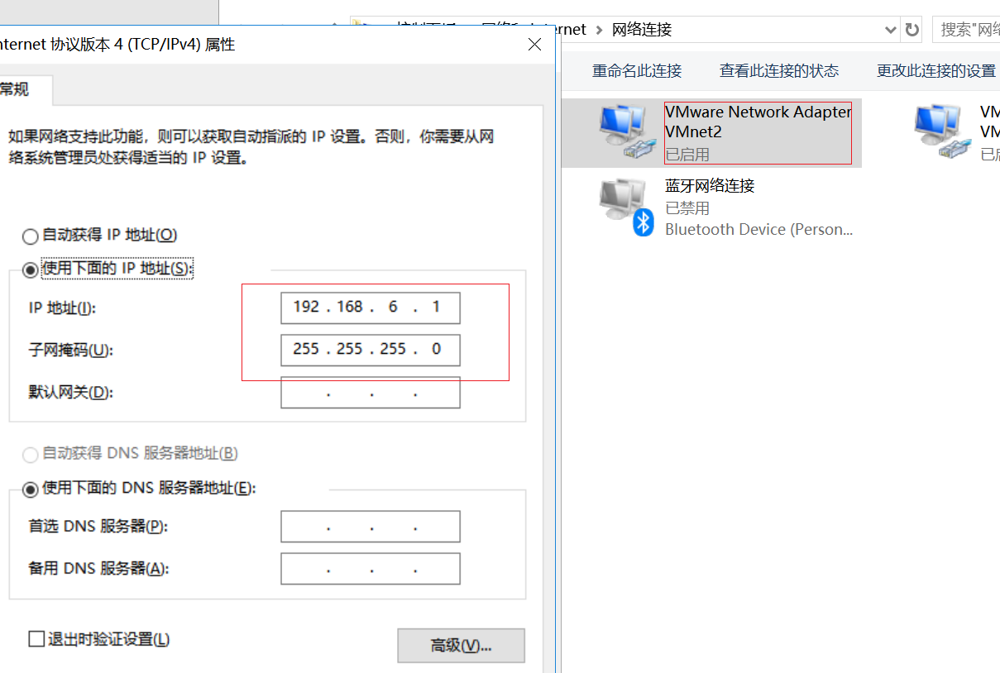 Internet
网络连接
搜索"网络
nternet 协议版本 4 (TCP/IPv4) 属性
常规
如果网络支持此功能，则可以获取自动指派的 IP 设置。否则，你需要从网
络系统管理员处获得适当的 IP 设置。
自动获得 IP 地址(O)
使用下面的 IP 地址(S):
IP 地址(I):
192 . 168 . 6 . 1
子网掩码(U):
255 . 255 . 255 . 0
默认网关(D):
. . .
自动获得 DNS 服务器地址(B)
使用下面的 DNS 服务器地址(E):
首选 DNS 服务器(P):
. . .
备用 DNS 服务器(A):
. . .
退出时验证设置(L)
高级(V)...
重命名此连接
查看此连接的状态
更改此连接的设置
VMware Network Adapter
VMnet2
已启用
VM
VM
已启
蓝牙网络连接
已禁用
Bluetooth Device (Person...